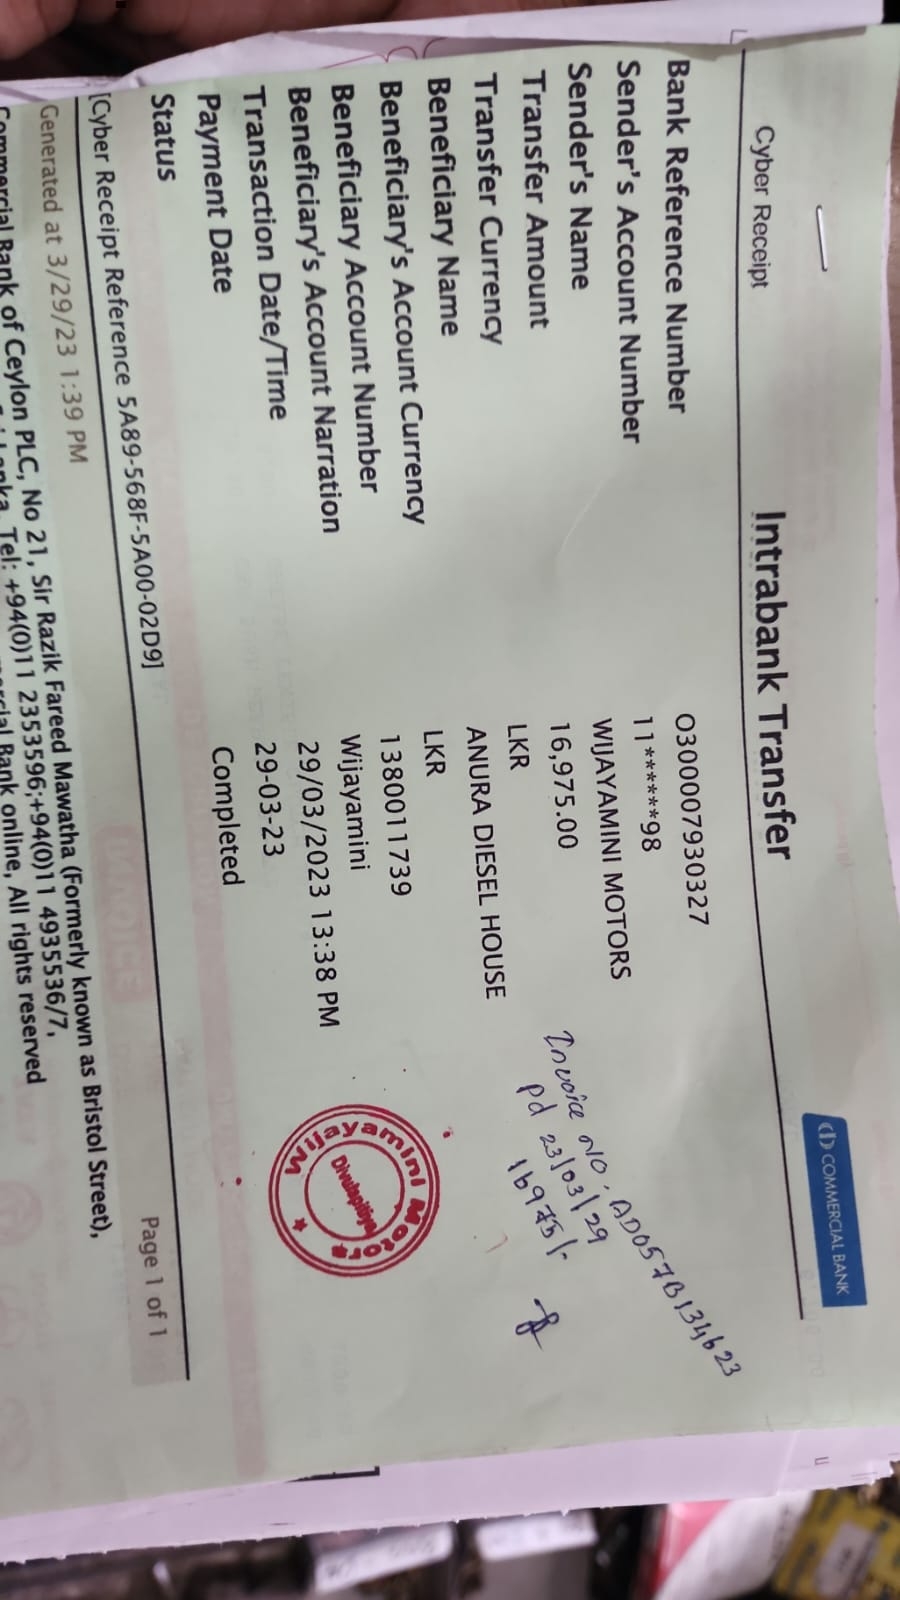 COMMERCIAL BANK
Cyber Receipt
Intrabank Transfer
Bank Reference Number 0300007930327
Sender's Account Number 11******98
Sender's Name WIJAYAMINI MOTORS
Transfer Amount 16,975.00
Transfer Currency LKR
Beneficiary Name ANURA DIESEL HOUSE
Beneficiary's Account Currency LKR
Beneficiary Account Number 1380011739
Beneficiary's Account Narration Wijayamini
Transaction Date/Time 29/03/2023 13:38 PM
Payment Date 29-03-23
Status Completed
Invoice No: AD057B134623
pd 23/03/29
16975/-
Wijayamini Motors
Divulapitiya
[Cyber Receipt Reference 5A89-568F-5A00-02D9]
Page 1 of 1
Generated at 3/29/23 1:39 PM
Commercial Bank of Ceylon PLC, No 21, Sir Razik Fareed Mawatha (Formerly known as Bristol Street),
Tel: +94(0)11 2353596;+94(0)11 4935536/7,
Bank online, All rights reserved